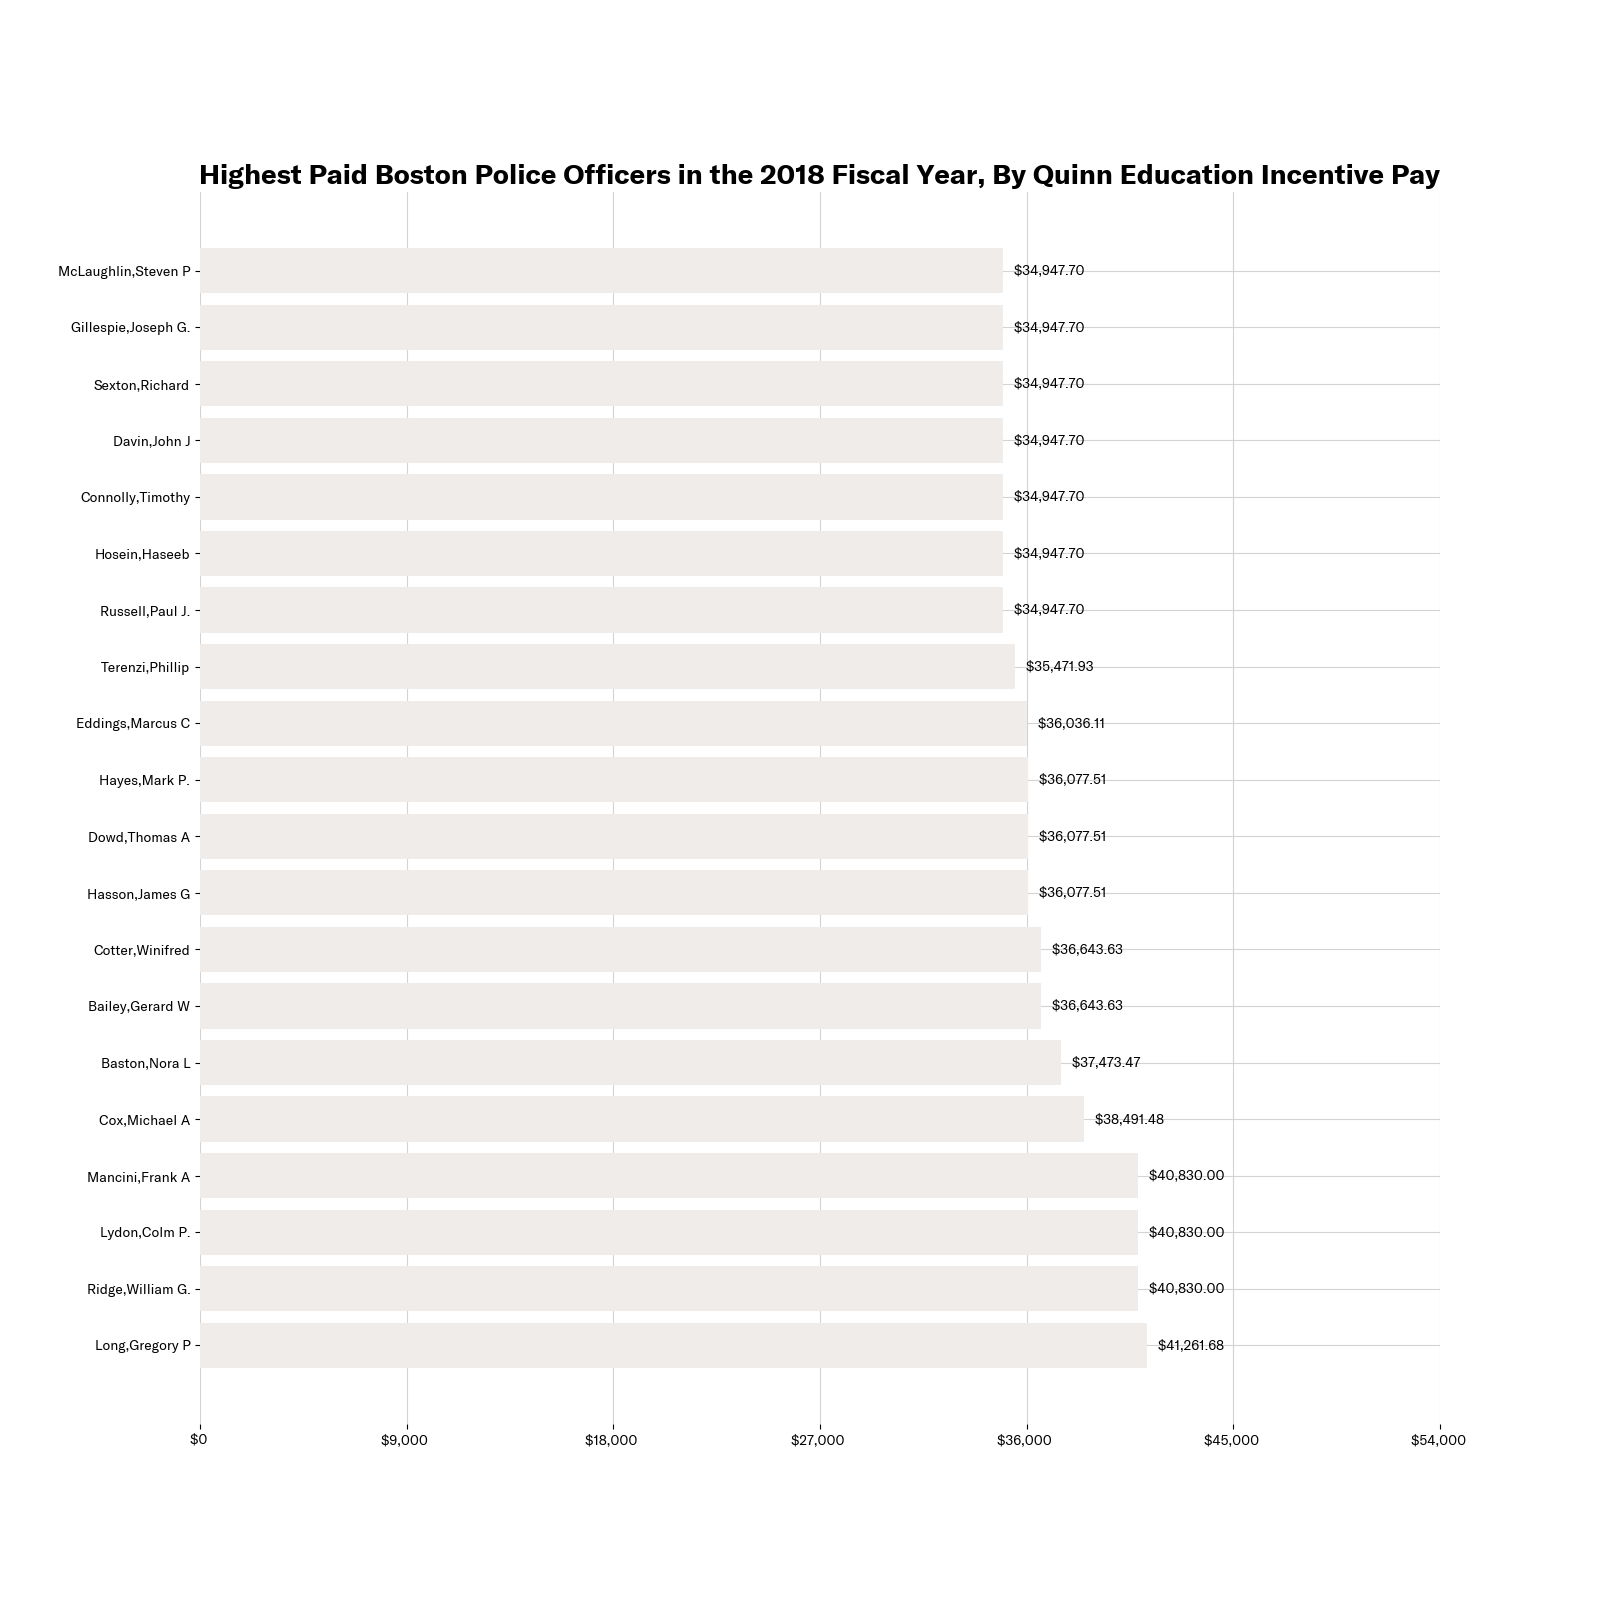 Highest Paid Boston Police Officers in the 2018 Fiscal Year, By Quinn Education Incentive Pay
McLaughlin,Steven P $34,947.70
Gillespie,Joseph G. $34,947.70
Sexton,Richard $34,947.70
Davin,John J $34,947.70
Connolly,Timothy $34,947.70
Hosein,Haseeb $34,947.70
Russell,Paul J. $34,947.70
Terenzi,Phillip $35,471.93
Eddings,Marcus C $36,036.11
Hayes,Mark P. $36,077.51
Dowd,Thomas A $36,077.51
Hasson,James G $36,077.51
Cotter,Winifred $36,643.63
Bailey,Gerard W $36,643.63
Baston,Nora L $37,473.47
Cox,Michael A $38,491.48
Mancini,Frank A $40,830.00
Lydon,Colm P. $40,830.00
Ridge,William G. $40,830.00
Long,Gregory P $41,261.68
$0 $9,000 $18,000 $27,000 $36,000 $45,000 $54,000